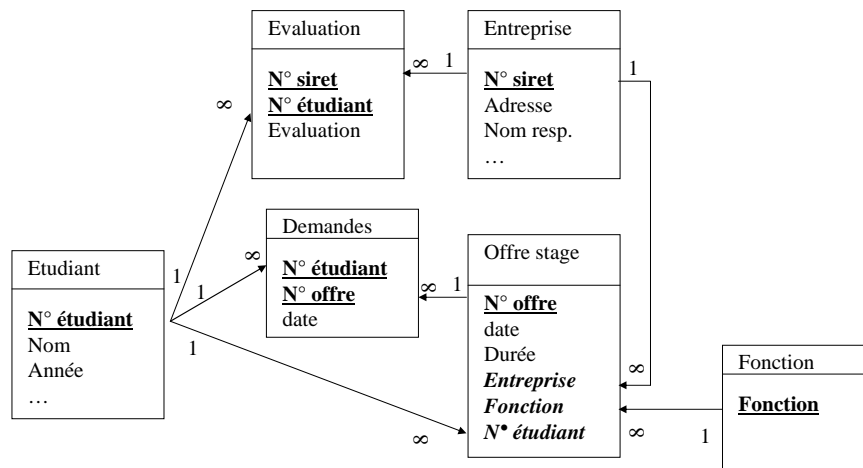 Evaluation
N° siret
N° étudiant
Evaluation
Entreprise
N° siret
Adresse
Nom resp.
…
∞
1
1
∞
Demandes
N° étudiant
N° offre
date
Offre stage
N° offre
date
Durée
Entreprise
Fonction
N• étudiant
Etudiant
N° étudiant
Nom
Année
…
1
∞
1
1
∞
∞
1
∞
∞
1
Fonction
Fonction